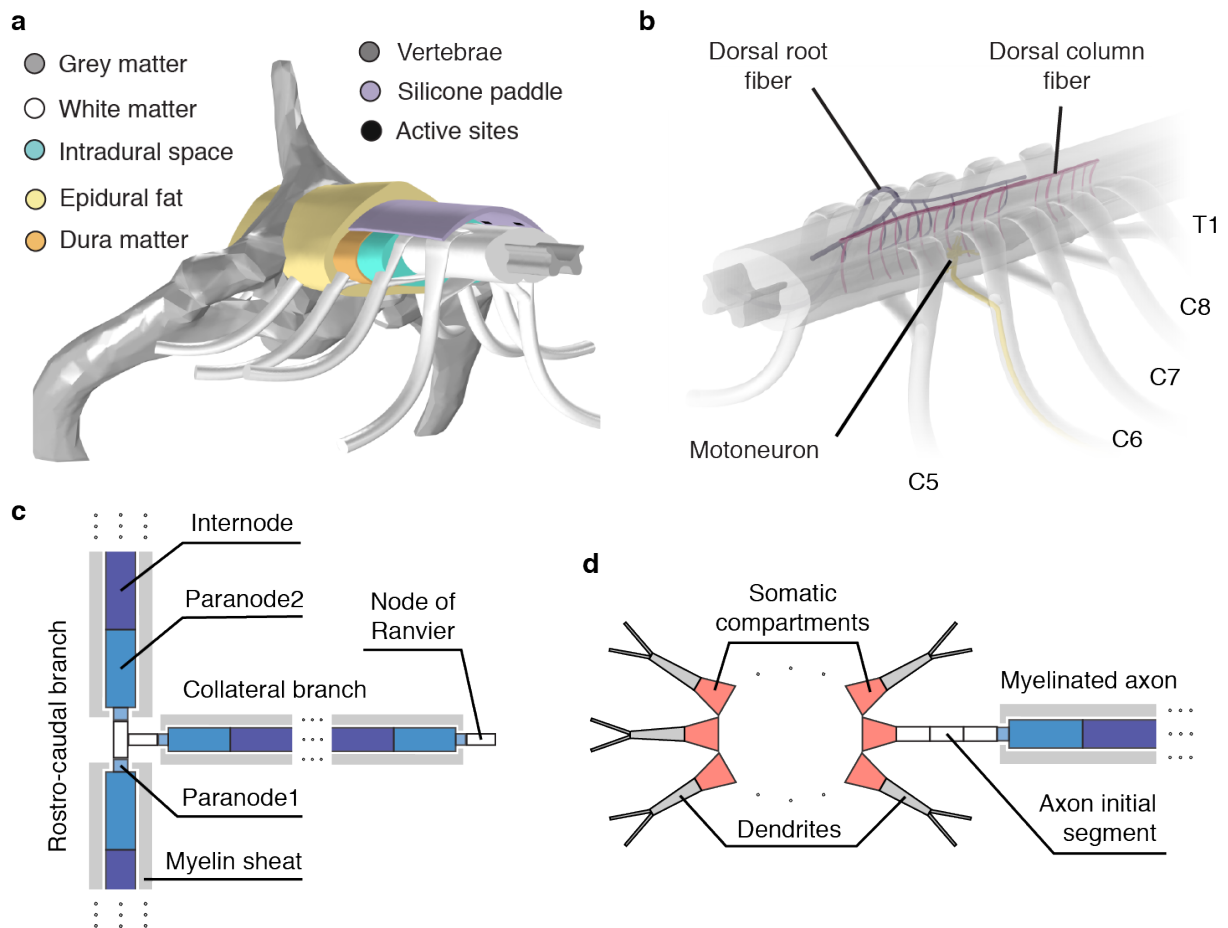 a
Grey matter
White matter
Intradural space
Epidural fat
Dura matter
Vertebrae
Silicone paddle
Active sites
b
Dorsal root
fiber
Dorsal column
fiber
T1
C8
C7
C6
C5
Motoneuron
c
Internode
Paranode2
Node of
Ranvier
Collateral branch
Rostro-caudal branch
Paranode1
Myelin sheat
d
Somatic
compartments
Myelinated axon
Axon initial
segment
Dendrites